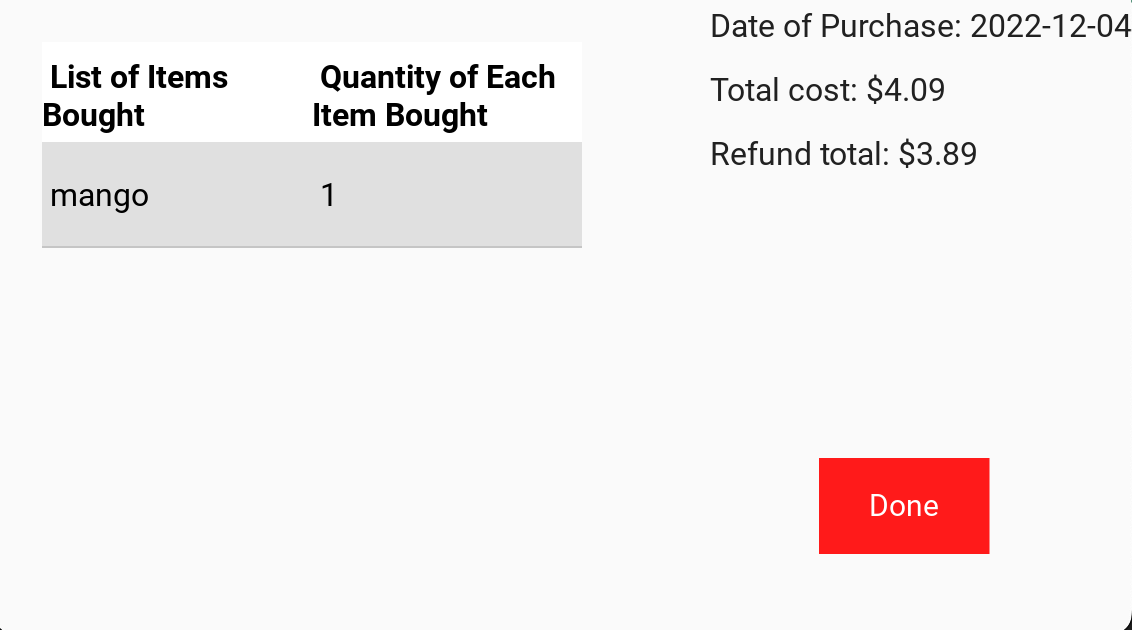 Date of Purchase: 2022-12-04
List of Items Bought
Quantity of Each Item Bought
Total cost: $4.09
Refund total: $3.89
mango 1
Done